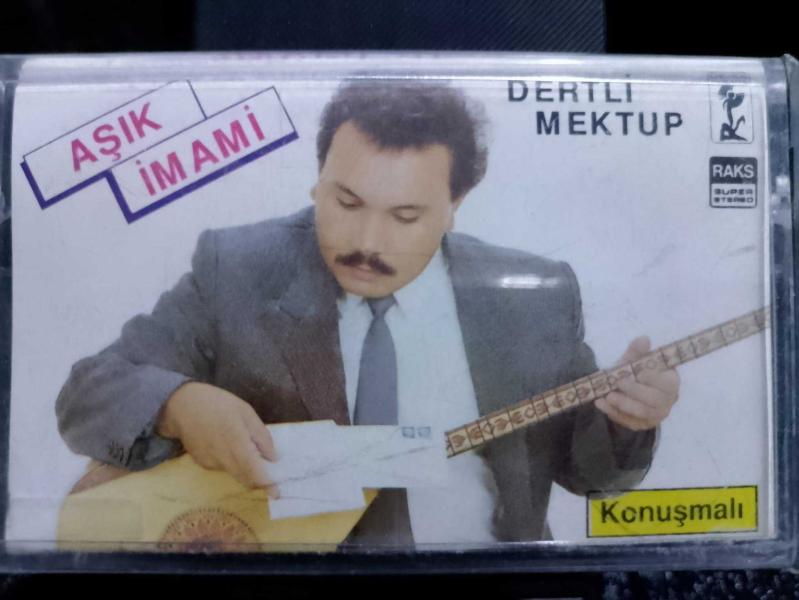 AŞIK
İMAMİ
DERTLİ
MEKTUP
RAKS
SUPER
STEREO
Konuşmalı